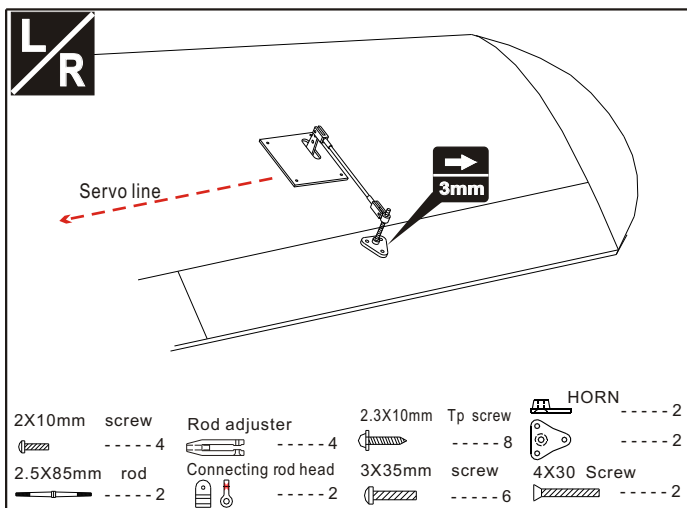 L/R
Servo line
3mm
2X10mm screw
-----4
2.5X85mm rod
-----2
Rod adjuster
-----4
Connecting rod head
-----2
2.3X10mm Tp screw
-----8
3X35mm screw
-----6
HORN
-----2
-----2
4X30 Screw
-----2